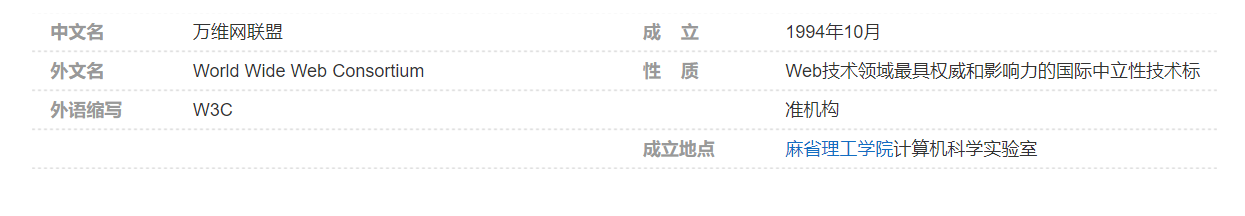 中文名 万维网联盟 成 立 1994年10月
外文名 World Wide Web Consortium 性 质 Web技术领域最具权威和影响力的国际中立性技术标
外语缩写 W3C 准机构
成立地点 麻省理工学院计算机科学实验室